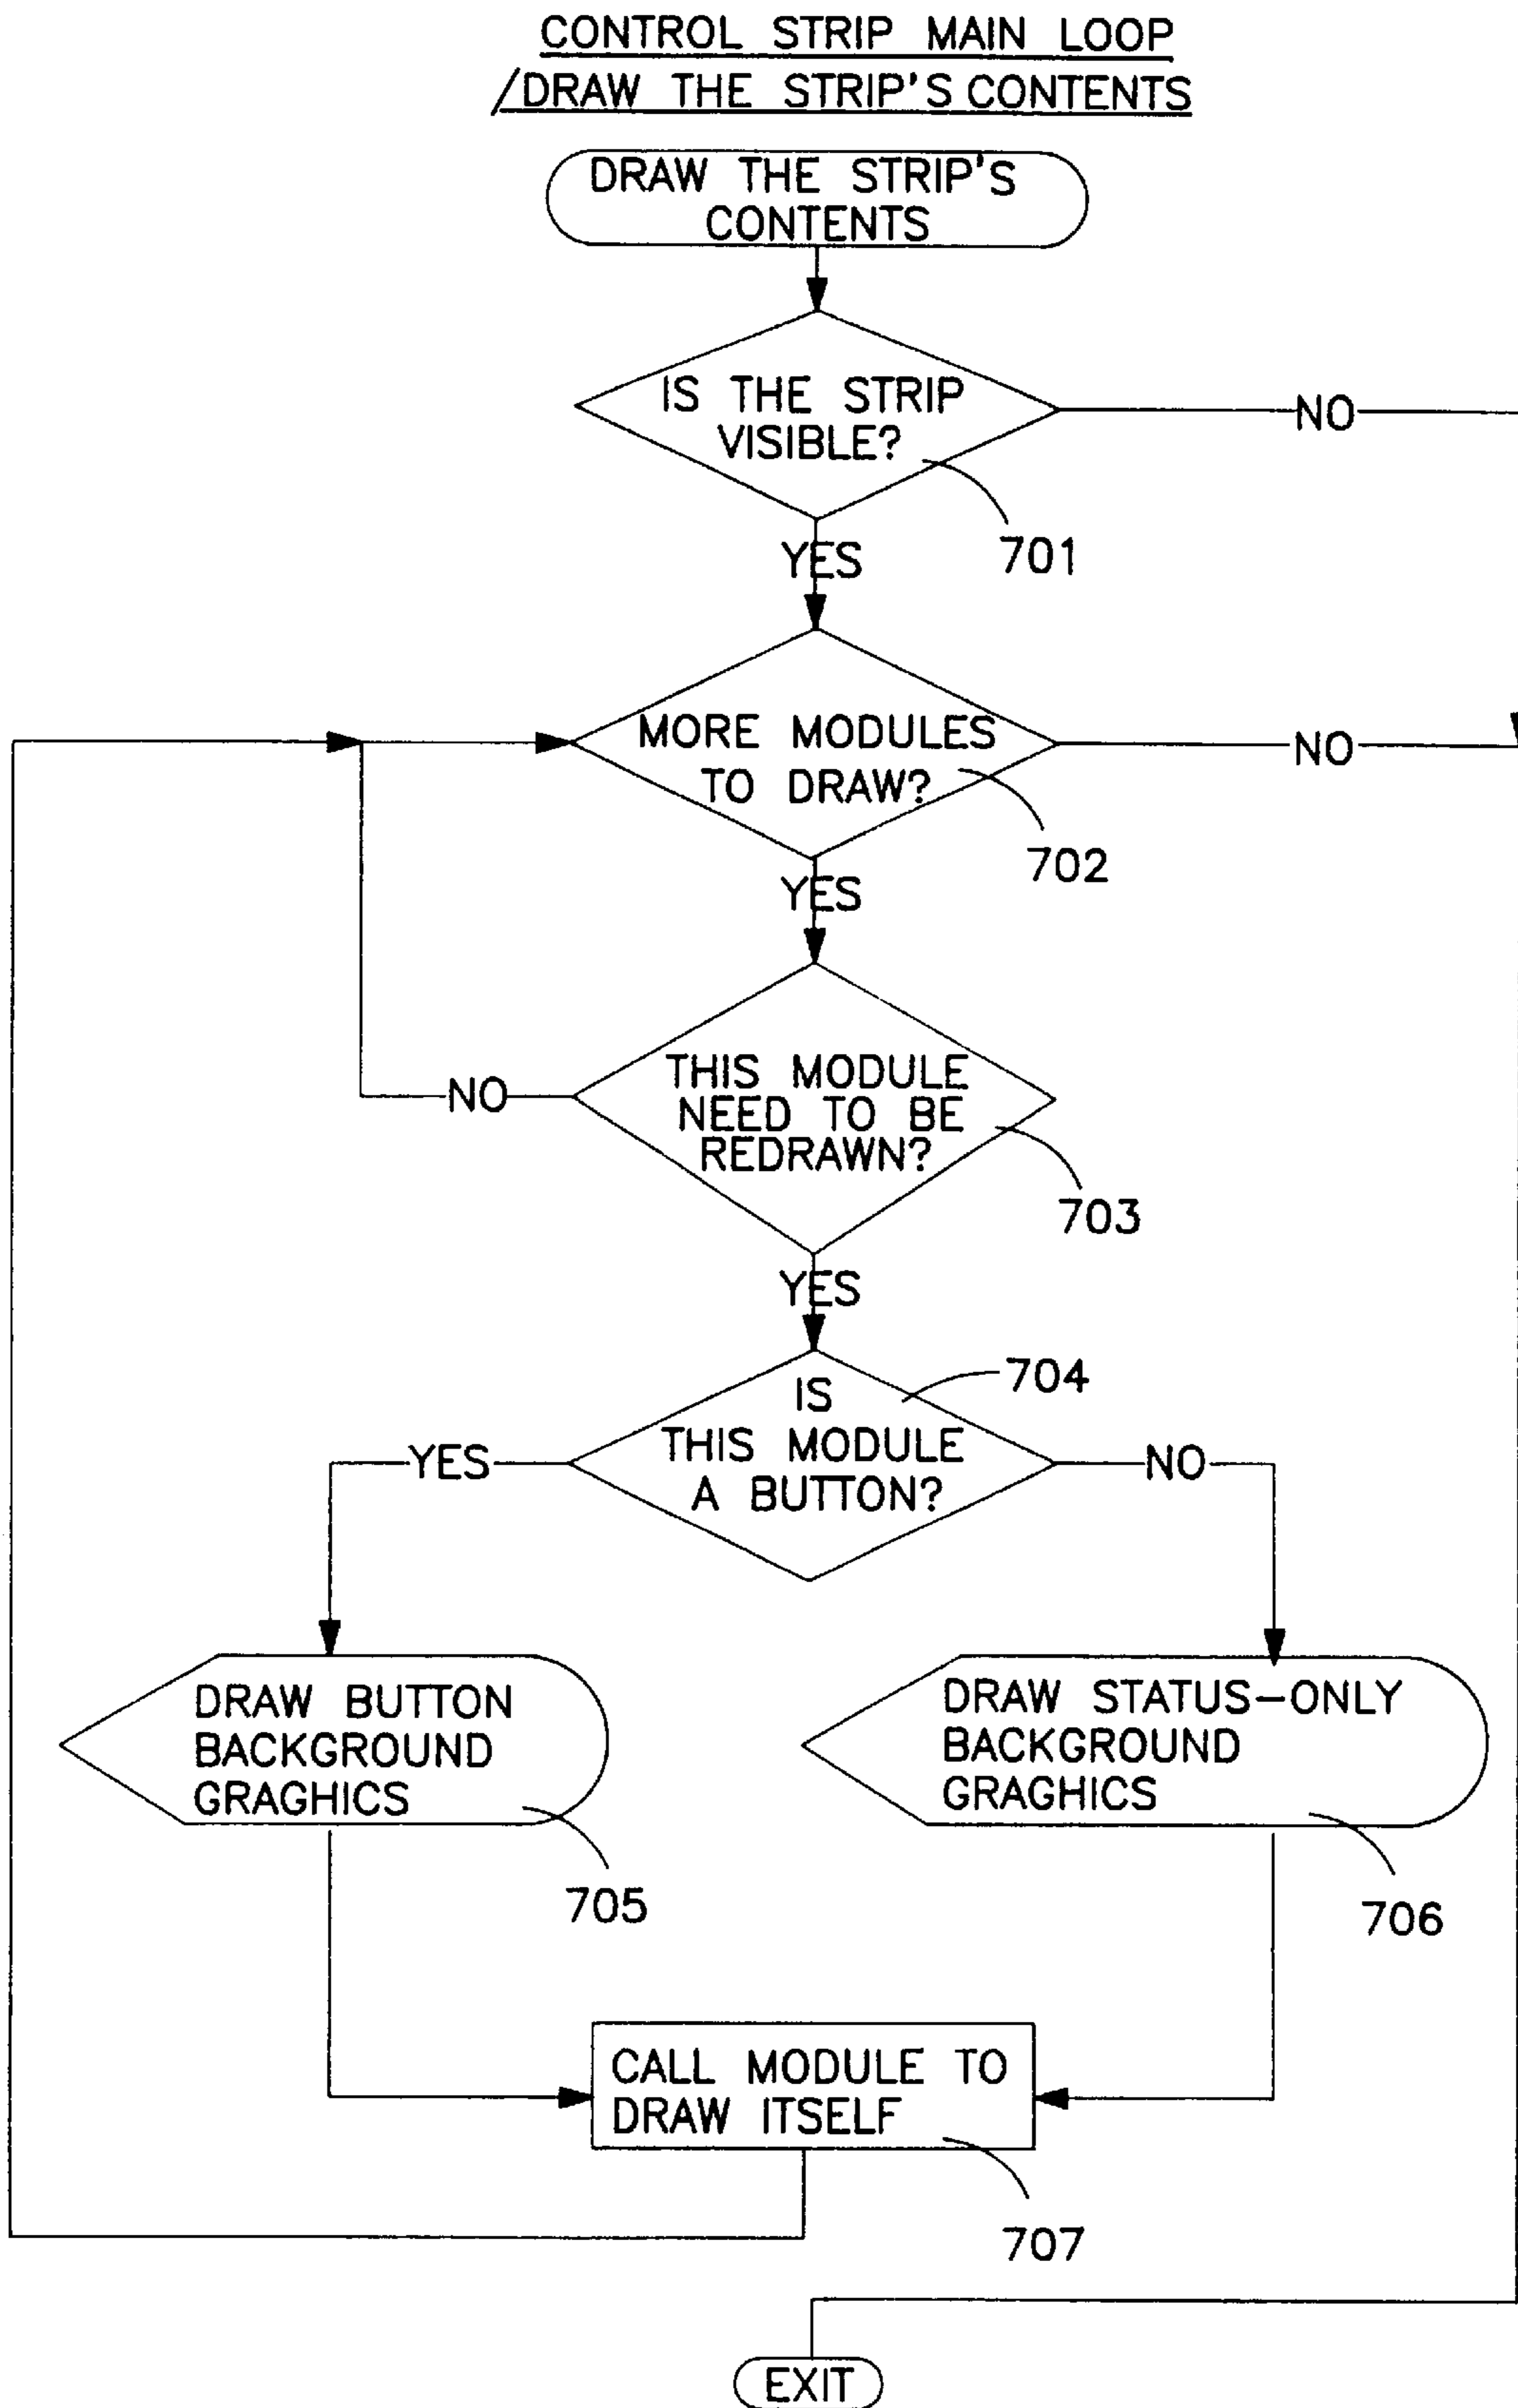 CONTROL STRIP MAIN LOOP
/DRAW THE STRIP'S CONTENTS
DRAW THE STRIP'S
CONTENTS
IS THE STRIP
VISIBLE?
NO
701
YES
MORE MODULES
TO DRAW?
NO
702
YES
THIS MODULE
NEED TO BE
REDRAWN?
NO
703
YES
704
IS
THIS MODULE
A BUTTON?
YES
NO
DRAW BUTTON
BACKGROUND
GRAGHICS
705
DRAW STATUS-ONLY
BACKGROUND
GRAGHICS
706
CALL MODULE TO
DRAW ITSELF
707
EXIT